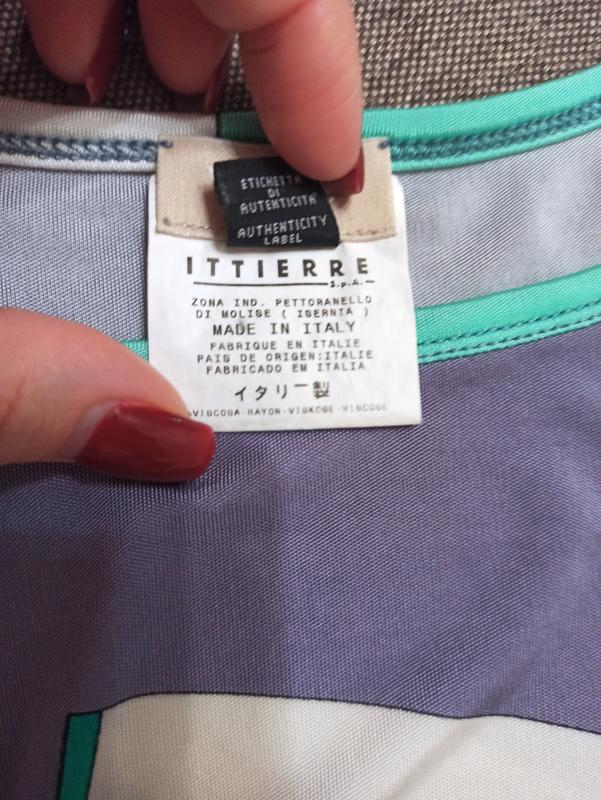 ETICHETTA
DI
AUTENTICITÀ
AUTHENTICITY
LABEL
ITTIERRE
S.p.A.
ZONA IND. PETTORANELLO
DI MOLISE ( ISERNIA )
MADE IN ITALY
FABRIQUE EN ITALIE
PAIS DE ORIGEN:ITALIE
FABRICADO EM ITALIA
イタリー製
VISCOSA-RAYON-VISKOSE-VISCOSE